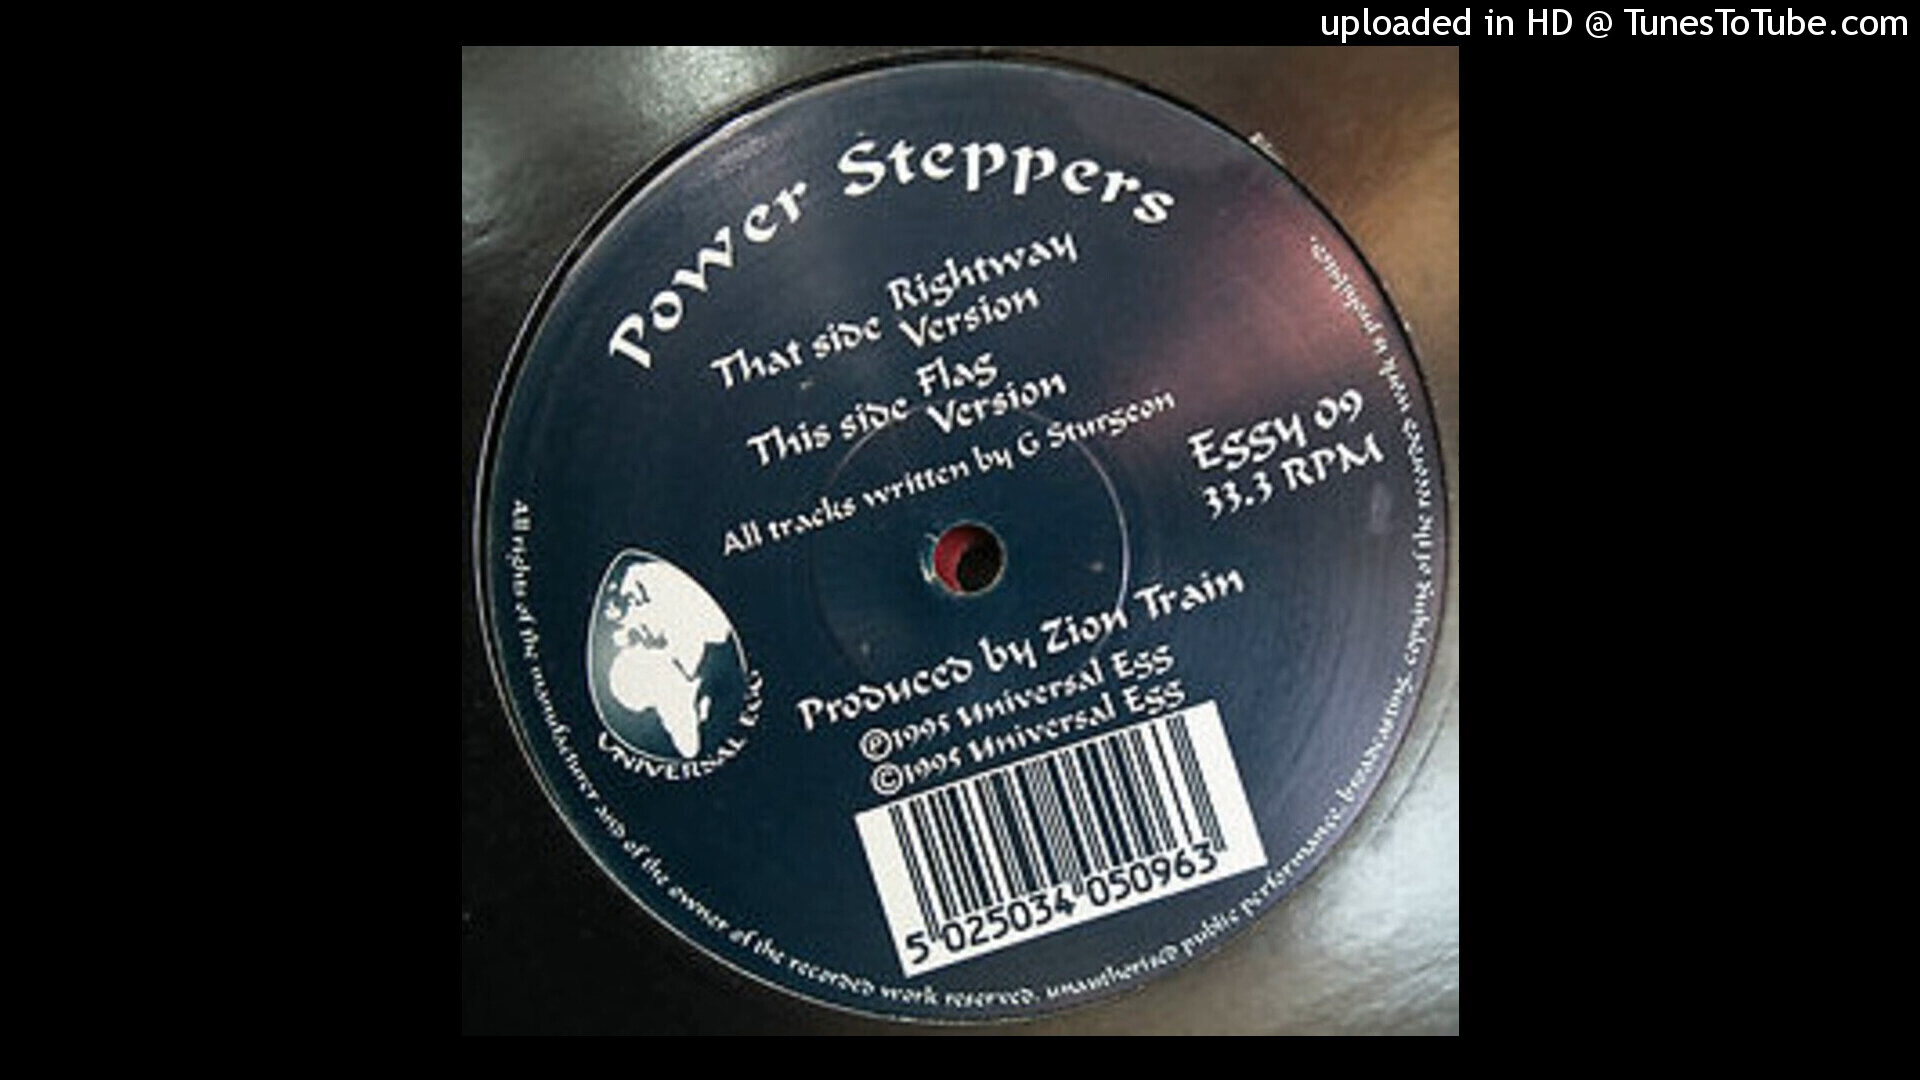 uploaded in HD @ TunesToTube.com
Power Steppers
That side Rightway
Version
This side Flag
Version
All tracks written by G Sturgeon
Eggy 09
33.3 RPM
Produced by Zion Train
℗1995 Universal Egg
©1995 Universal Egg
UNIVERSAL EGG
5 025034 050963
All rights of the manufacturer and of the owner of the recorded work reserved. unauthorised public performance, broadcasting, copying of the recorded work is prohibited.